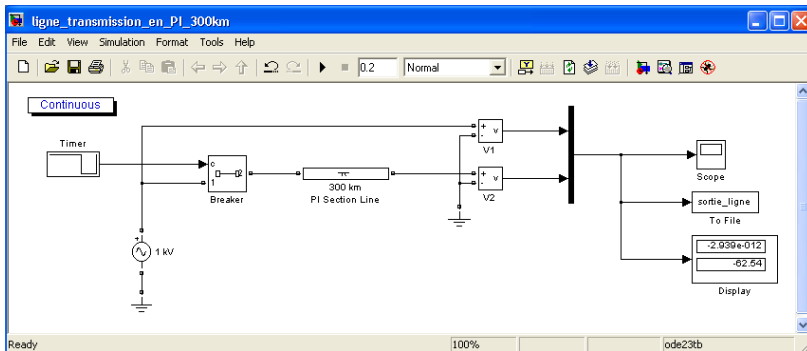 ligne_transmission_en_PI_300km
File Edit View Simulation Format Tools Help
0.2 Normal
Continuous
Timer
c
1
2
Breaker
300 km
PI Section Line
+
-
v
V1
+
-
v
V2
+
1 kV
Scope
sortie_ligne
To File
-2.939e-012
-62.54
Display
Ready 100% ode23tb